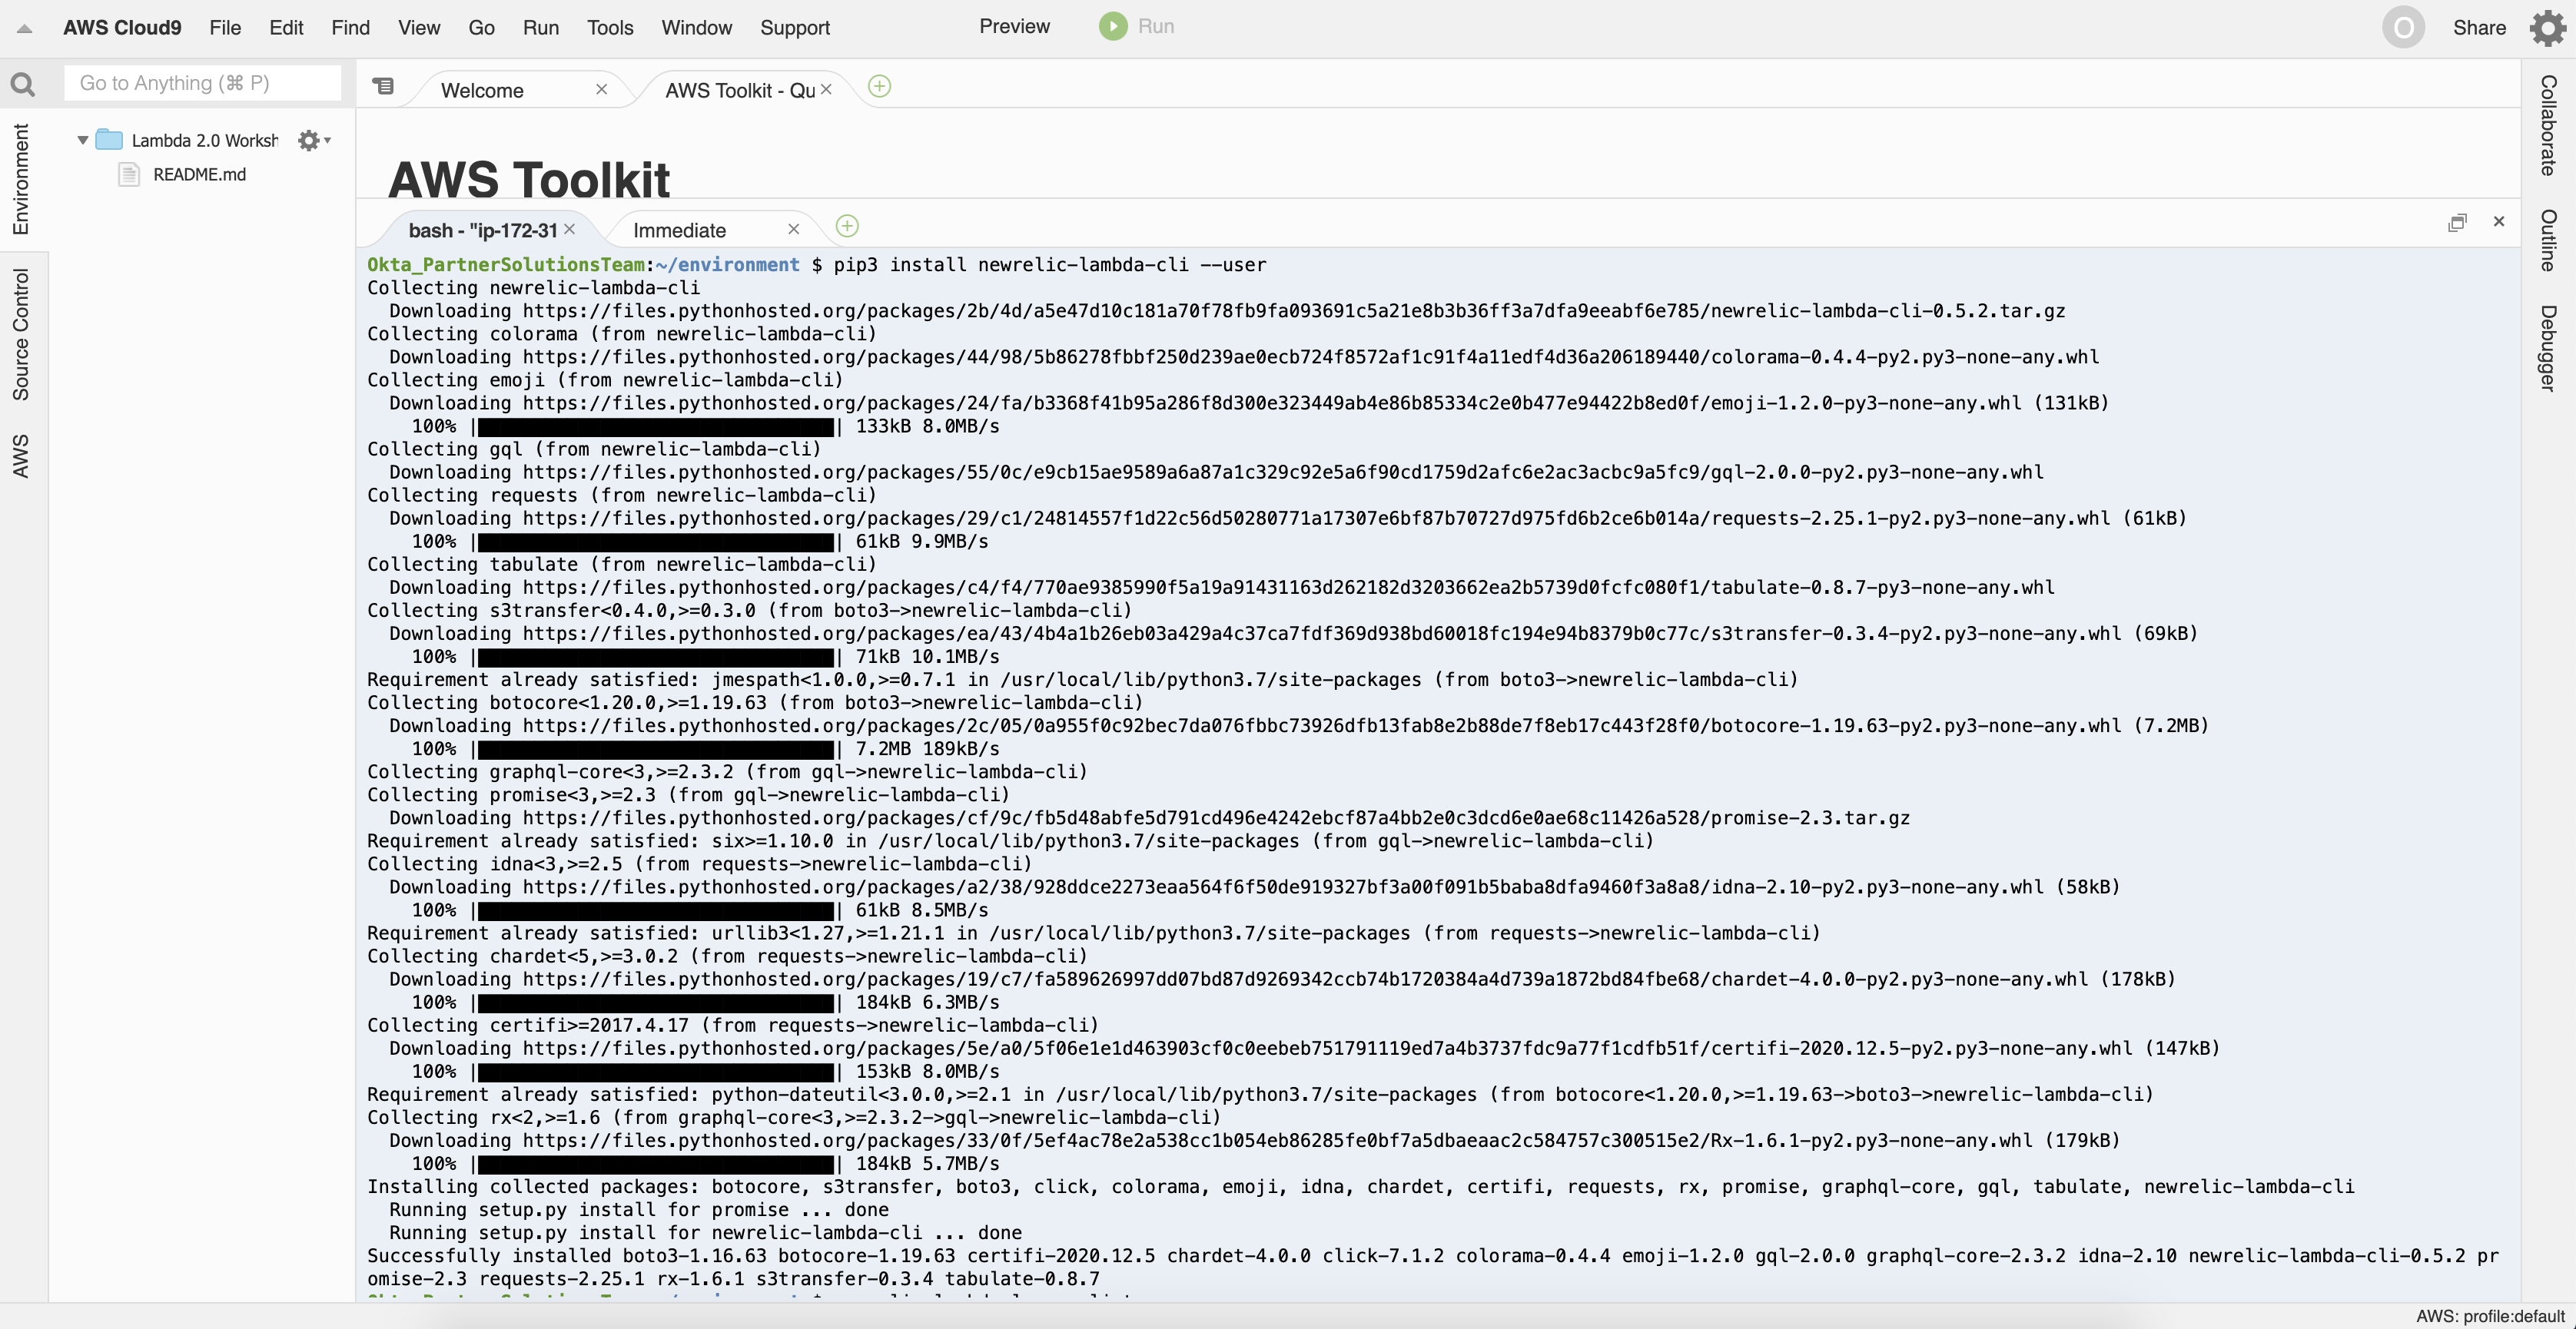 AWS Cloud9 File Edit Find View Go Run Tools Window Support Preview Run O Share
Go to Anything (⌘ P)
Welcome
AWS Toolkit - Qu
Environment
Source Control
AWS
Lambda 2.0 Worksh
README.md
AWS Toolkit
bash - "ip-172-31
Immediate
Okta_PartnerSolutionsTeam:~/environment $ pip3 install newrelic-lambda-cli --user
Collecting newrelic-lambda-cli
Downloading https://files.pythonhosted.org/packages/2b/4d/a5e47d10c181a70f78fb9fa093691c5a21e8b3b36ff3a7dfa9eeabf6e785/newrelic-lambda-cli-0.5.2.tar.gz
Collecting colorama (from newrelic-lambda-cli)
Downloading https://files.pythonhosted.org/packages/44/98/5b86278fbbf250d239ae0ecb724f8572af1c91f4a11edf4d36a206189440/colorama-0.4.4-py2.py3-none-any.whl
Collecting emoji (from newrelic-lambda-cli)
Downloading https://files.pythonhosted.org/packages/24/fa/b3368f41b95a286f8d300e323449ab4e86b85334c2e0b477e94422b8ed0f/emoji-1.2.0-py3-none-any.whl (131kB)
100% |████████████████████████████████| 133kB 8.0MB/s
Collecting gql (from newrelic-lambda-cli)
Downloading https://files.pythonhosted.org/packages/55/0c/e9cb15ae9589a6a87a1c329c92e5a6f90cd1759d2afc6e2ac3acbc9a5fc9/gql-2.0.0-py2.py3-none-any.whl
Collecting requests (from newrelic-lambda-cli)
Downloading https://files.pythonhosted.org/packages/29/c1/24814557f1d22c56d50280771a17307e6bf87b70727d975fd6b2ce6b014a/requests-2.25.1-py2.py3-none-any.whl (61kB)
100% |████████████████████████████████| 61kB 9.9MB/s
Collecting tabulate (from newrelic-lambda-cli)
Downloading https://files.pythonhosted.org/packages/c4/f4/770ae9385990f5a19a91431163d262182d3203662ea2b5739d0fcfc080f1/tabulate-0.8.7-py3-none-any.whl
Collecting s3transfer<0.4.0,>=0.3.0 (from boto3->newrelic-lambda-cli)
Downloading https://files.pythonhosted.org/packages/ea/43/4b4a1b26eb03a429a4c37ca7fdf369d938bd60018fc194e94b8379b0c77c/s3transfer-0.3.4-py2.py3-none-any.whl (69kB)
100% |████████████████████████████████| 71kB 10.1MB/s
Requirement already satisfied: jmespath<1.0.0,>=0.7.1 in /usr/local/lib/python3.7/site-packages (from boto3->newrelic-lambda-cli)
Collecting botocore<1.20.0,>=1.19.63 (from boto3->newrelic-lambda-cli)
Downloading https://files.pythonhosted.org/packages/2c/05/0a955f0c92bec7da076fbbc73926dfb13fab8e2b88de7f8eb17c443f28f0/botocore-1.19.63-py2.py3-none-any.whl (7.2MB)
100% |████████████████████████████████| 7.2MB 189kB/s
Collecting graphql-core<3,>=2.3.2 (from gql->newrelic-lambda-cli)
Collecting promise<3,>=2.3 (from gql->newrelic-lambda-cli)
Downloading https://files.pythonhosted.org/packages/cf/9c/fb5d48abfe5d791cd496e4242ebcf87a4bb2e0c3dcd6e0ae68c11426a528/promise-2.3.tar.gz
Requirement already satisfied: six>=1.10.0 in /usr/local/lib/python3.7/site-packages (from gql->newrelic-lambda-cli)
Collecting idna<3,>=2.5 (from requests->newrelic-lambda-cli)
Downloading https://files.pythonhosted.org/packages/a2/38/928ddce2273eaa564f6f50de919327bf3a00f091b5baba8dfa9460f3a8a8/idna-2.10-py2.py3-none-any.whl (58kB)
100% |████████████████████████████████| 61kB 8.5MB/s
Requirement already satisfied: urllib3<1.27,>=1.21.1 in /usr/local/lib/python3.7/site-packages (from requests->newrelic-lambda-cli)
Collecting chardet<5,>=3.0.2 (from requests->newrelic-lambda-cli)
Downloading https://files.pythonhosted.org/packages/19/c7/fa589626997dd07bd87d9269342ccb74b1720384a4d739a1872bd84fbe68/chardet-4.0.0-py2.py3-none-any.whl (178kB)
100% |████████████████████████████████| 184kB 6.3MB/s
Collecting certifi>=2017.4.17 (from requests->newrelic-lambda-cli)
Downloading https://files.pythonhosted.org/packages/5e/a0/5f06e1e1d463903cf0c0eebeb751791119ed7a4b3737fdc9a77f1cdfb51f/certifi-2020.12.5-py2.py3-none-any.whl (147kB)
100% |████████████████████████████████| 153kB 8.0MB/s
Requirement already satisfied: python-dateutil<3.0.0,>=2.1 in /usr/local/lib/python3.7/site-packages (from botocore<1.20.0,>=1.19.63->boto3->newrelic-lambda-cli)
Collecting rx<2,>=1.6 (from graphql-core<3,>=2.3.2->gql->newrelic-lambda-cli)
Downloading https://files.pythonhosted.org/packages/33/0f/5ef4ac78e2a538cc1b054eb86285fe0bf7a5dbaeaac2c584757c300515e2/Rx-1.6.1-py2.py3-none-any.whl (179kB)
100% |████████████████████████████████| 184kB 5.7MB/s
Installing collected packages: botocore, s3transfer, boto3, click, colorama, emoji, idna, chardet, certifi, requests, rx, promise, graphql-core, gql, tabulate, newrelic-lambda-cli
Running setup.py install for promise ... done
Running setup.py install for newrelic-lambda-cli ... done
Successfully installed boto3-1.16.63 botocore-1.19.63 certifi-2020.12.5 chardet-4.0.0 click-7.1.2 colorama-0.4.4 emoji-1.2.0 gql-2.0.0 graphql-core-2.3.2 idna-2.10 newrelic-lambda-cli-0.5.2 pr
omise-2.3 requests-2.25.1 rx-1.6.1 s3transfer-0.3.4 tabulate-0.8.7
Collaborate
Outline
Debugger
AWS: profile:default